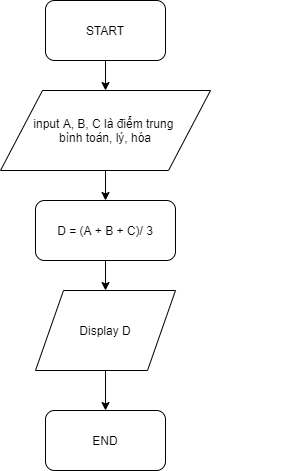 START
input A, B, C là điểm trung
bình toán, lý, hóa
D = (A + B + C)/ 3
Display D
END